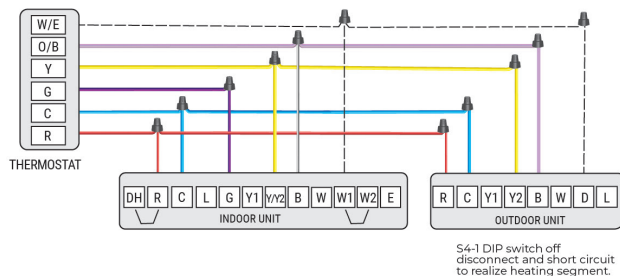 W/E
O/B
Y
G
C
R
THERMOSTAT
DH R C L G Y1 Y/Y2 B W W1 W2 E
INDOOR UNIT
R C Y1 Y2 B W D L
OUTDOOR UNIT
S4-1 DIP switch off
disconnect and short circuit
to realize heating segment.